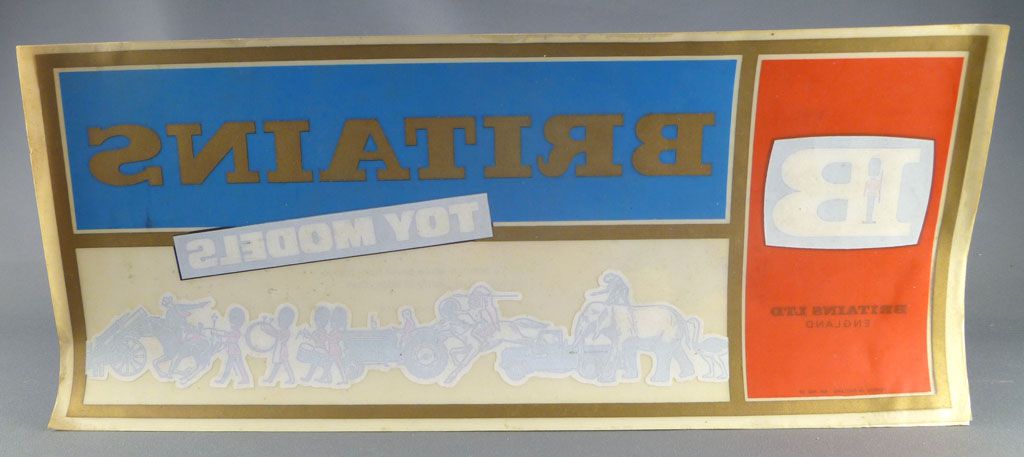 BRITAINS
TOY MODELS
B
BRITAINS LTD
ENGLAND